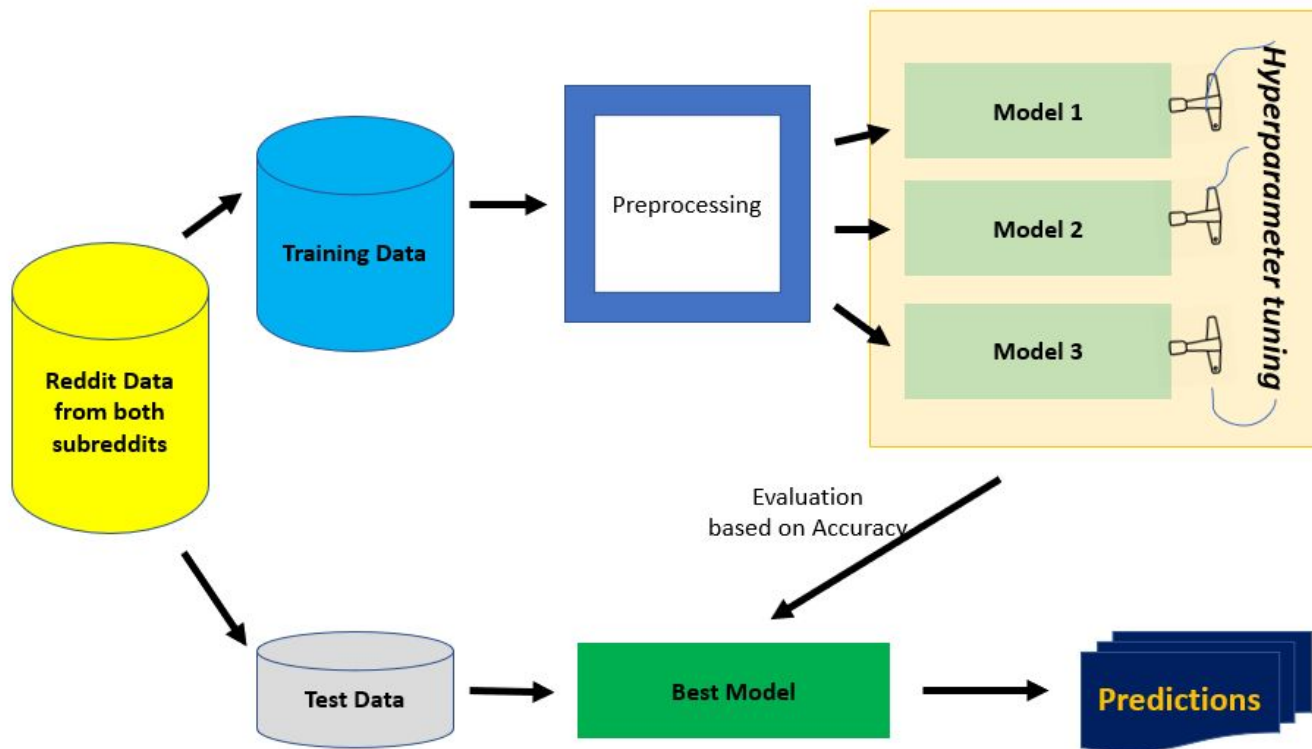 Model 1
Model 2
Model 3
Hyperparameter tuning
Preprocessing
Training Data
Reddit Data
from both
subreddits
Evaluation
based on Accuracy
Test Data
Best Model
Predictions